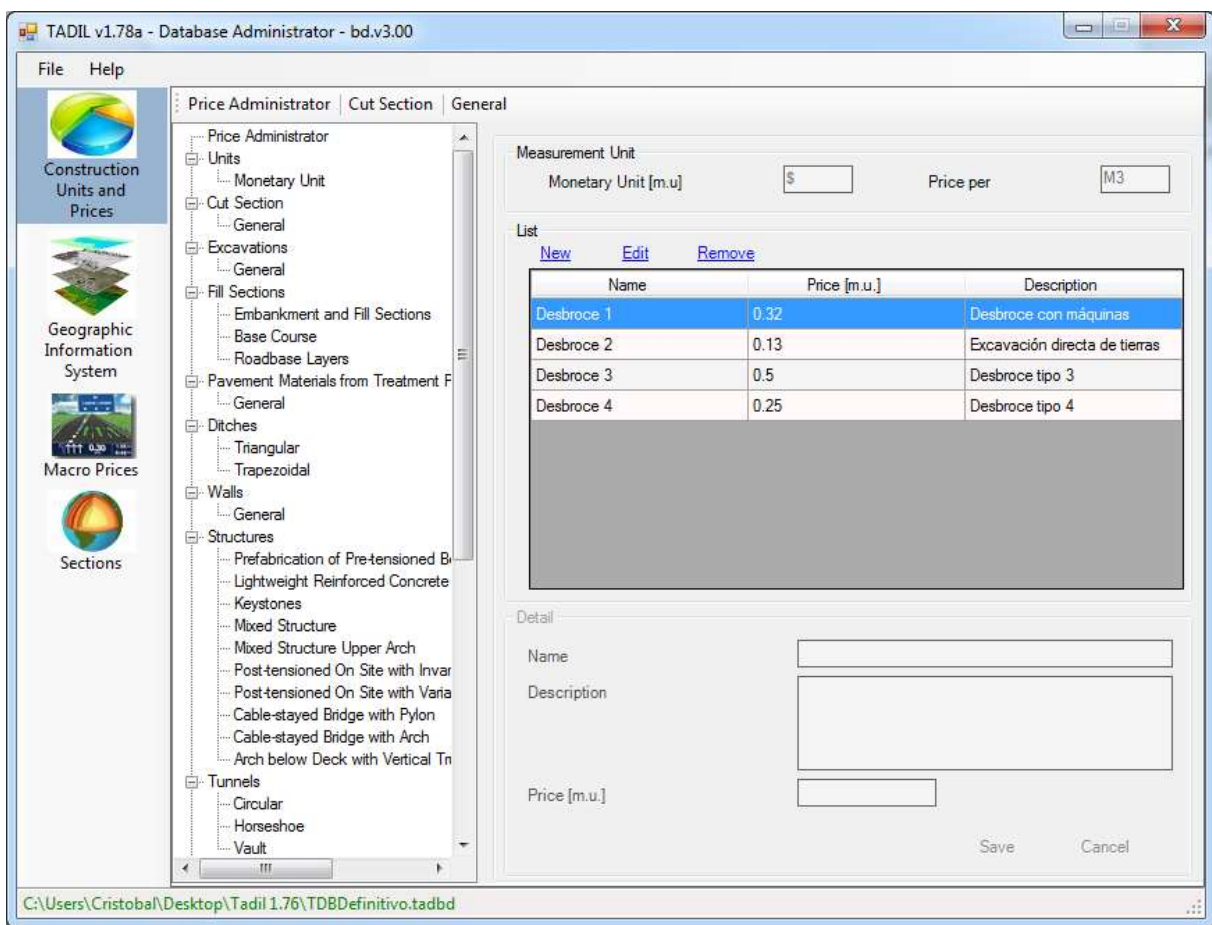 TADIL v1.78a - Database Administrator - bd.v3.00
File Help
Construction
Units and
Prices
Geographic
Information
System
Macro Prices
Sections
Price Administrator Cut Section General
Price Administrator
Units
Monetary Unit
Cut Section
General
Excavations
General
Fill Sections
Embankment and Fill Sections
Base Course
Roadbase Layers
Pavement Materials from Treatment
General
Ditches
Triangular
Trapezoidal
Walls
General
Structures
Prefabrication of Pre-tensioned
Lightweight Reinforced Concrete
Keystones
Mixed Structure
Mixed Structure Upper Arch
Post-tensioned On Site with Invar
Post-tensioned On Site with Varia
Cable-stayed Bridge with Pylon
Cable-stayed Bridge with Arch
Arch below Deck with Vertical
Tunnels
Circular
Horseshoe
Vault
Measurement Unit
Monetary Unit [m.u] $ Price per M3
List
New Edit Remove
Name Price [m.u.] Description
Desbroce 1 0.32 Desbroce con máquinas
Desbroce 2 0.13 Excavación directa de tierras
Desbroce 3 0.5 Desbroce tipo 3
Desbroce 4 0.25 Desbroce tipo 4
Detail
Name
Description
Price [m.u.]
Save Cancel
C:\Users\Cristobal\Desktop\Tadil 1.76\TDBDefinitivo.tadbd